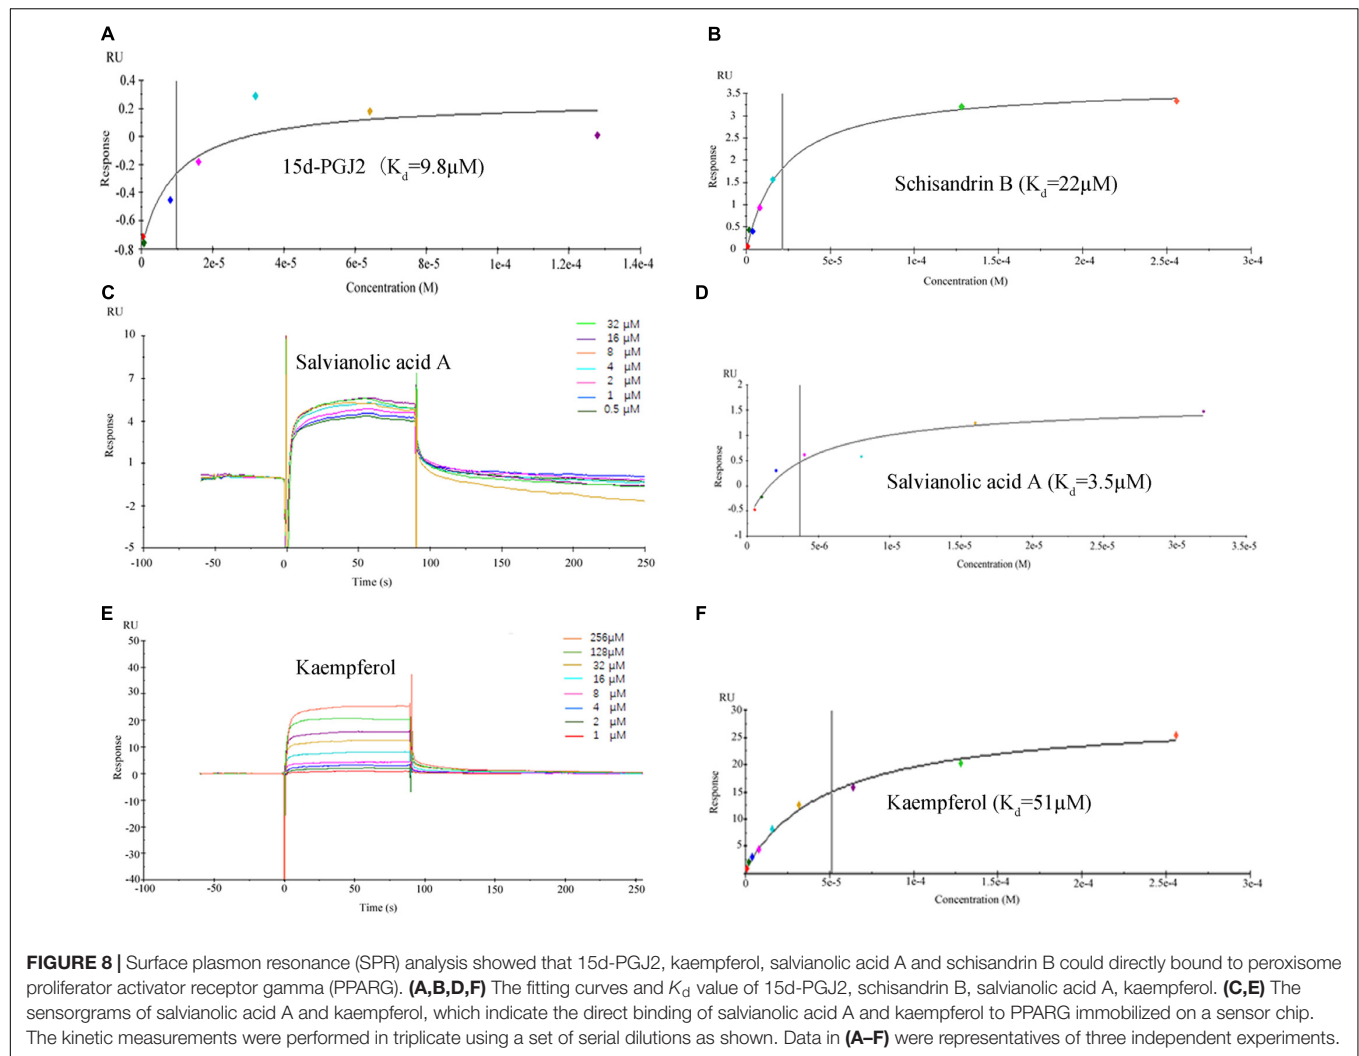 A
RU
0.4
0.2
0
-0.2
-0.4
-0.6
-0.8
Response
15d-PGJ2 (Kd=9.8μM)
0 2e-5 4e-5 6e-5 8e-5 1e-4 1.2e-4 1.4e-4
Concentration (M)
B
RU
3.5
3
2.5
2
1.5
1
0.5
0
Response
Schisandrin B (Kd=22μM)
0 5e-5 1e-4 1.5e-4 2e-4 2.5e-4 3e-4
Concentration (M)
C
RU
10
7
4
1
-2
-5
Response
Salvianolic acid A
32 μM
16 μM
8 μM
4 μM
2 μM
1 μM
0.5 μM
-100 -50 0 50 100 150 200 250
Time (s)
D
RU
2
1.5
1
0.5
0
-0.5
-1
Response
Salvianolic acid A (Kd=3.5μM)
0 5e-6 1e-5 1.5e-5 2e-5 2.5e-5 3e-5 3.5e-5
Concentration (M)
E
RU
50
40
30
20
10
0
-10
-20
-30
-40
Response
Kaempferol
256μM
128μM
32 μM
16 μM
8 μM
4 μM
2 μM
1 μM
-100 -50 0 50 100 150 200 250
Time (s)
F
RU
30
25
20
15
10
5
Response
Kaempferol (Kd=51μM)
0 5e-5 1e-4 1.5e-4 2e-4 2.5e-4 3e-4
Concentration (M)
FIGURE 8 | Surface plasmon resonance (SPR) analysis showed that 15d-PGJ2, kaempferol, salvianolic acid A and schisandrin B could directly bound to peroxisome
proliferator activator receptor gamma (PPARG). (A,B,D,F) The fitting curves and Kd value of 15d-PGJ2, schisandrin B, salvianolic acid A, kaempferol. (C,E) The
sensorgrams of salvianolic acid A and kaempferol, which indicate the direct binding of salvianolic acid A and kaempferol to PPARG immobilized on a sensor chip.
The kinetic measurements were performed in triplicate using a set of serial dilutions as shown. Data in (A–F) were representatives of three independent experiments.